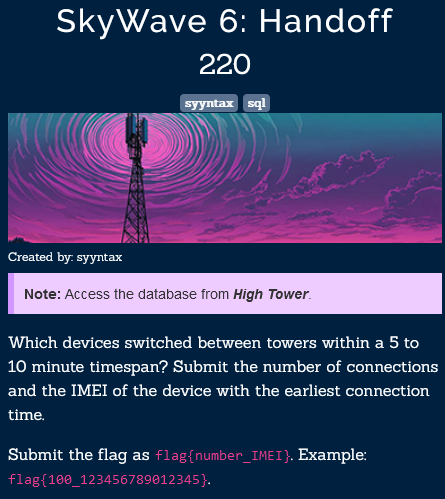 SkyWave 6: Handoff
220
syyntax sql
Created by: syyntax
Note: Access the database from High Tower.
Which devices switched between towers within a 5 to
10 minute timespan? Submit the number of connections
and the IMEI of the device with the earliest connection
time.
Submit the flag as flag{number_IMEI}. Example:
flag{100_123456789012345}.